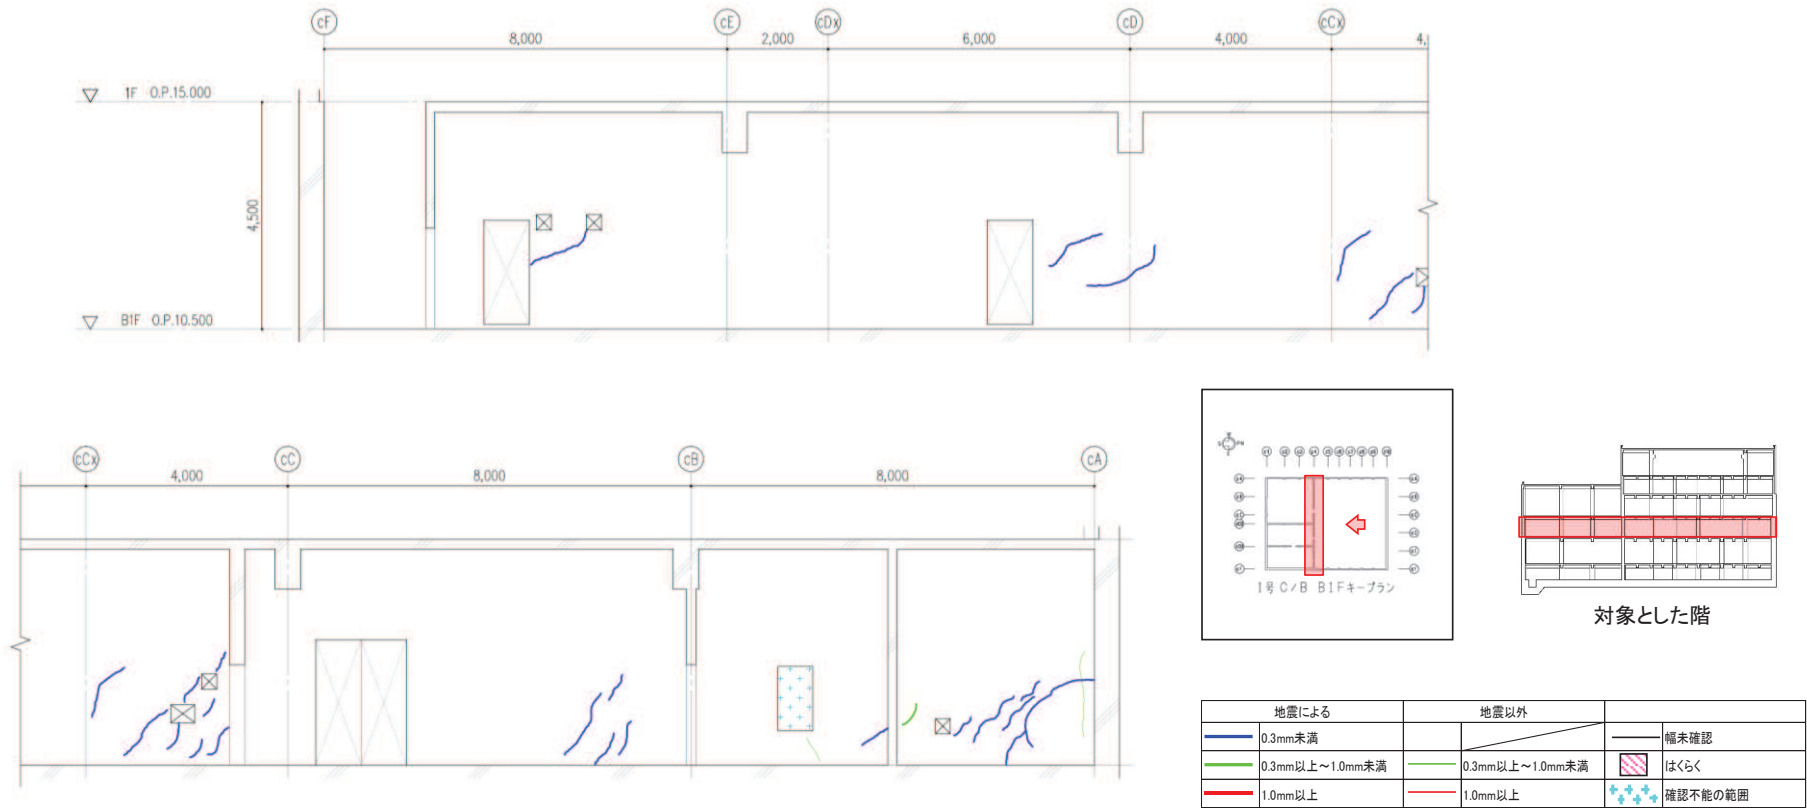 cF cE cDx cD cCx
8,000 2,000 6,000 4,000 4,
1F O.P.15.000
4,500
B1F O.P.10.500
cCx cC cB cA
4,000 8,000 8,000
1号 C/B B1Fキープラン
対象とした階
地震による 地震以外
0.3mm未満 幅未確認
0.3mm以上～1.0mm未満 0.3mm以上～1.0mm未満 はくらく
1.0mm以上 1.0mm以上 確認不能の範囲